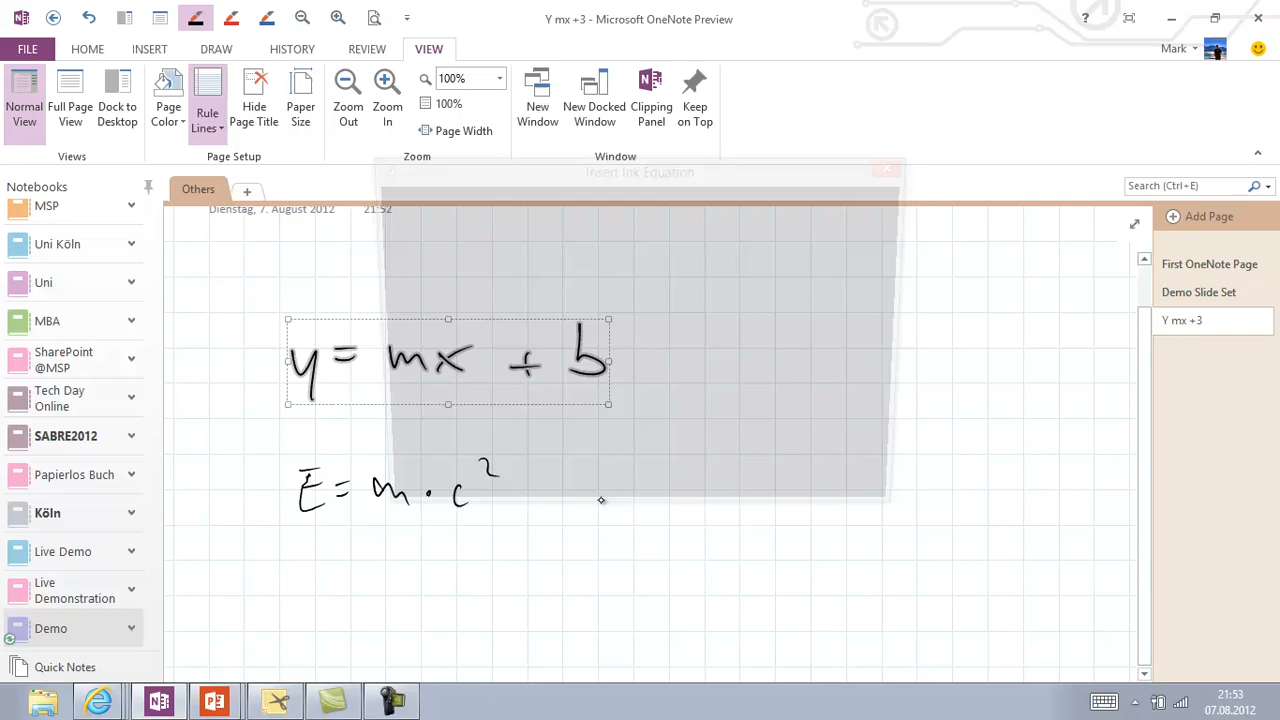 Y mx +3 - Microsoft OneNote Preview
FILE HOME INSERT DRAW HISTORY REVIEW VIEW
Mark
Normal View
Full Page View
Dock to Desktop
Views
Page Color
Rule Lines
Hide Page Title
Paper Size
Page Setup
Zoom Out
Zoom In
100%
100%
Page Width
Zoom
New Window
New Docked Window
Clipping Panel
Keep on Top
Window
Notebooks
MSP
Uni Köln
Uni
MBA
SharePoint @MSP
Tech Day Online
SABRE2012
Papierlos Buch
Köln
Live Demo
Live Demonstration
Demo
Quick Notes
Others
Search (Ctrl+E)
Dienstag, 7. August 2012 21:52
Insert Ink Equation
y = mx + b
E = m · c²
Add Page
First OneNote Page
Demo Slide Set
Y mx +3
21:53
07.08.2012